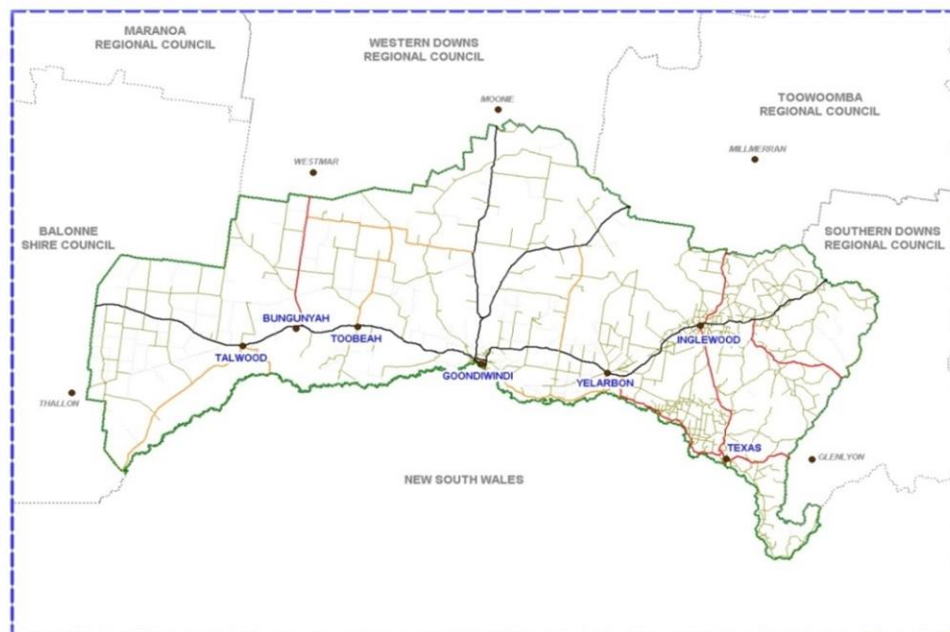 MARANOA
REGIONAL COUNCIL
WESTERN DOWNS
REGIONAL COUNCIL
MOONIE
TOOWOOMBA
REGIONAL COUNCIL
MILLMERRAN
WESTMAR
BALONNE
SHIRE COUNCIL
SOUTHERN DOWNS
REGIONAL COUNCIL
BUNGUNYAH
TOOBEAH
TALWOOD
INGLEWOOD
GOONDIWINDI
YELARBON
THALLON
TEXAS
GLENLYON
NEW SOUTH WALES